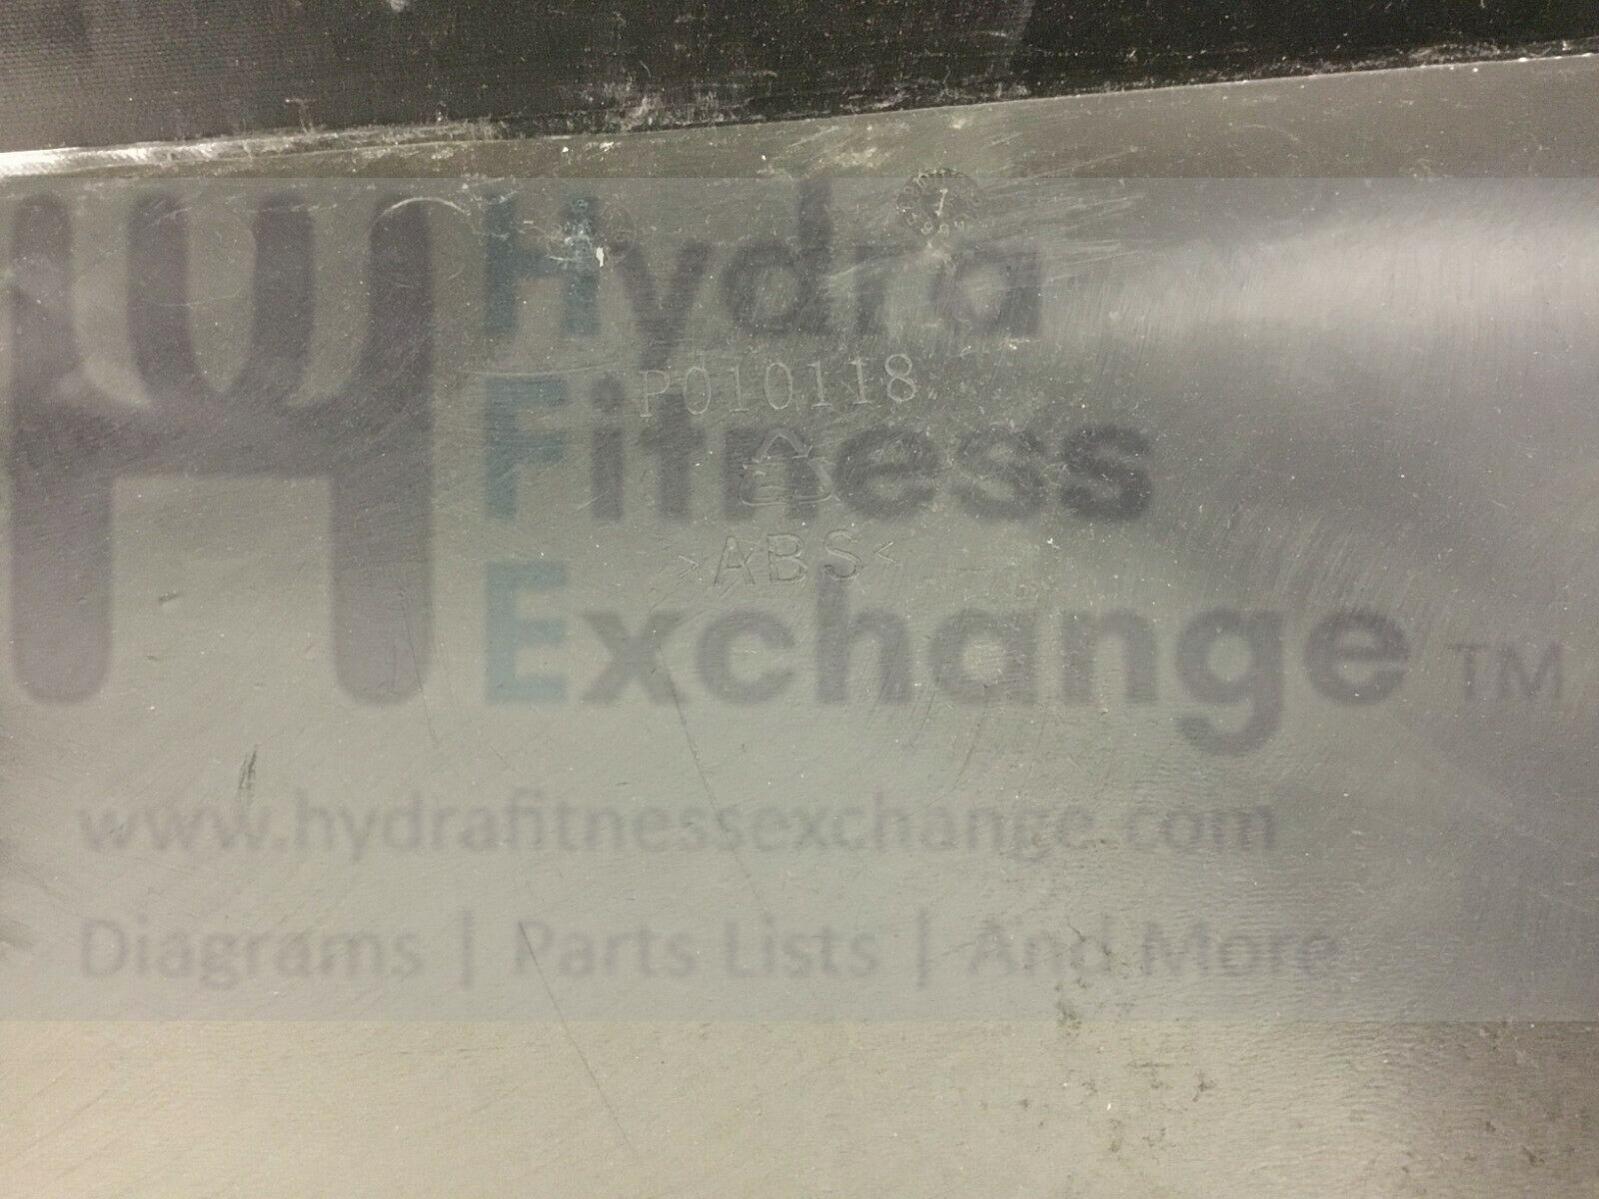 Hydra
P010118
Fitness
>ABS<
Exchange TM
www.hydrafitnessexchange.com
Diagrams | Parts Lists | And More